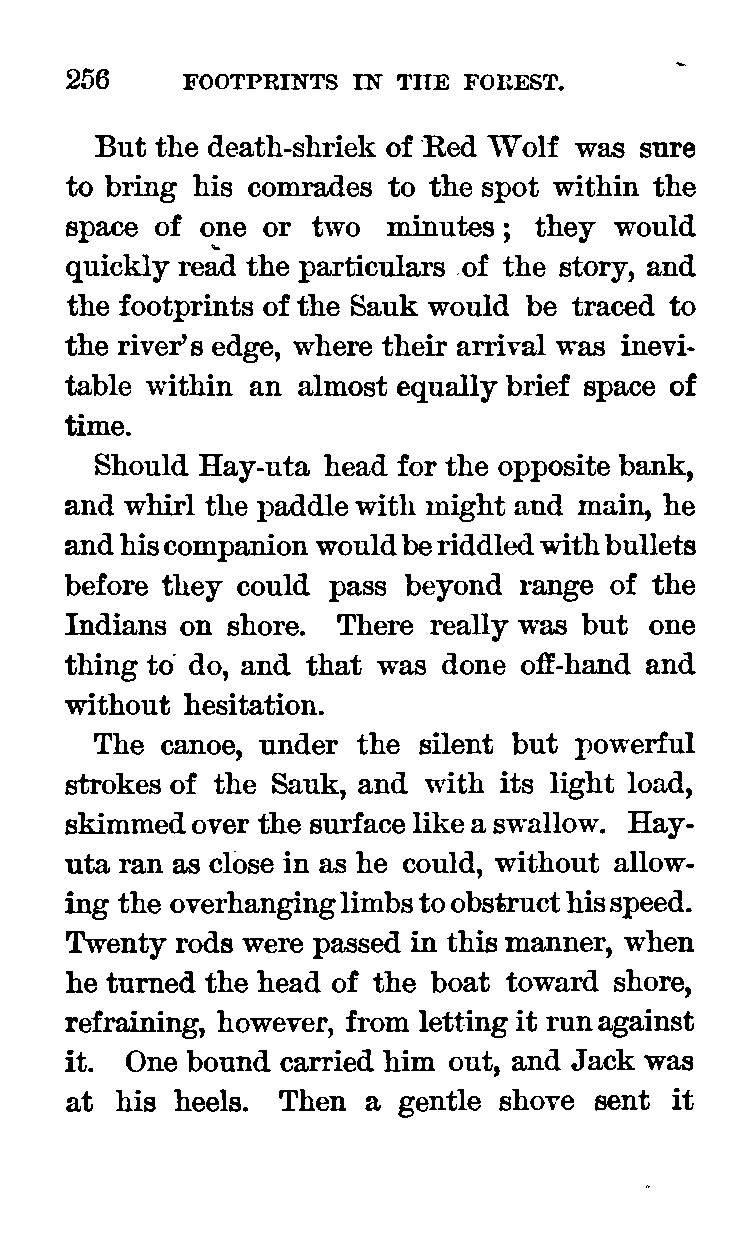 256 FOOTPRINTS IN THE FOREST.
But the death-shriek of Red Wolf was sure
to bring his comrades to the spot within the
space of one or two minutes; they would
quickly read the particulars of the story, and
the footprints of the Sauk would be traced to
the river's edge, where their arrival was inevi-
table within an almost equally brief space of
time.
Should Hay-uta head for the opposite bank,
and whirl the paddle with might and main, he
and his companion would be riddled with bullets
before they could pass beyond range of the
Indians on shore. There really was but one
thing to do, and that was done off-hand and
without hesitation.
The canoe, under the silent but powerful
strokes of the Sauk, and with its light load,
skimmed over the surface like a swallow. Hay-
uta ran as close in as he could, without allow-
ing the overhanging limbs to obstruct his speed.
Twenty rods were passed in this manner, when
he turned the head of the boat toward shore,
refraining, however, from letting it run against
it. One bound carried him out, and Jack was
at his heels. Then a gentle shove sent it